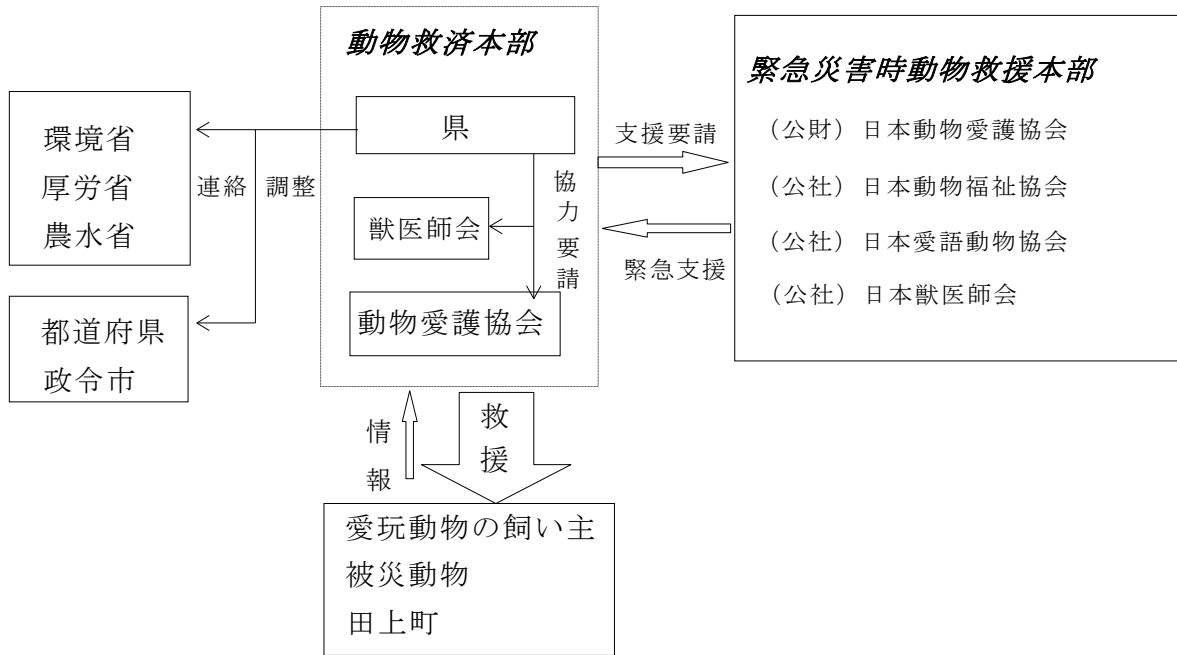 動物救済本部
県
獣医師会
動物愛護協会
協力要請
環境省
厚労省
農水省
連絡
調整
都道府県
政令市
支援要請
緊急支援
緊急災害時動物救援本部
（公財）日本動物愛護協会
（公社）日本動物福祉協会
（公社）日本愛語動物協会
（公社）日本獣医師会
情報
救援
愛玩動物の飼い主
被災動物
田上町